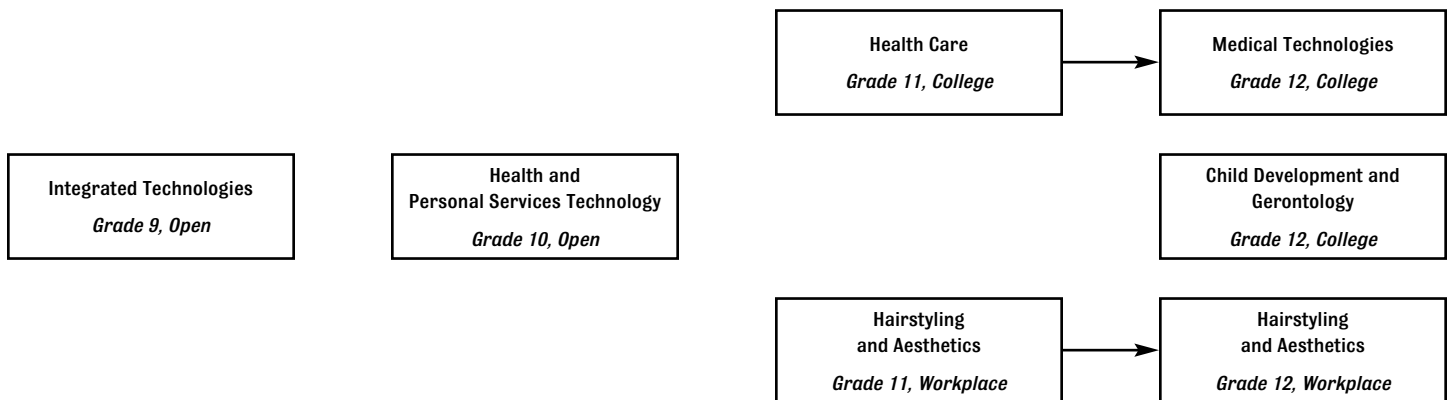 Health Care
Grade 11, College
Medical Technologies
Grade 12, College
Integrated Technologies
Grade 9, Open
Health and
Personal Services Technology
Grade 10, Open
Child Development and
Gerontology
Grade 12, College
Hairstyling
and Aesthetics
Grade 11, Workplace
Hairstyling
and Aesthetics
Grade 12, Workplace